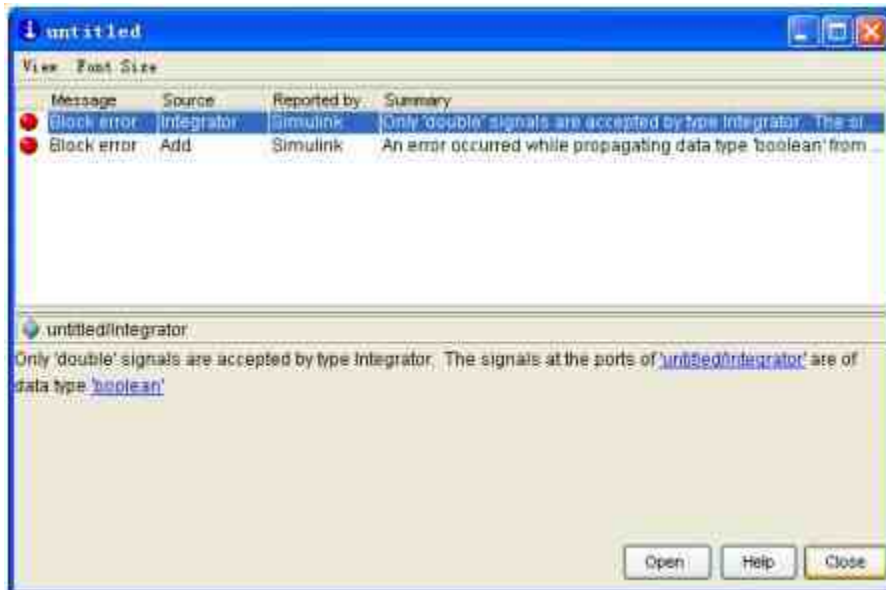 untitled
View Font Size
Message Source Reported by Summary
Block error Integrator Simulink Only 'double' signals are accepted by type Integrator. The si...
Block error Add Simulink An error occurred while propagating data type 'boolean' from ...
untitled/Integrator
Only 'double' signals are accepted by type Integrator. The signals at the ports of 'untitled/Integrator' are of
data type 'boolean'
Open Help Close